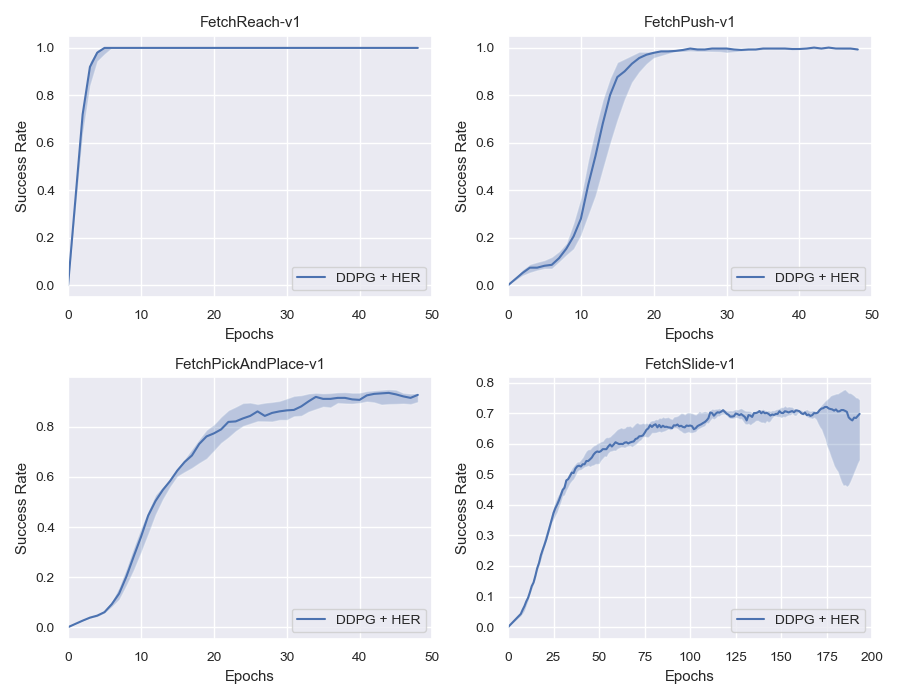 FetchReach-v1
1.0
0.8
0.6
0.4
0.2
0.0
Success Rate
DDPG + HER
0 10 20 30 40 50
Epochs
FetchPush-v1
1.0
0.8
0.6
0.4
0.2
0.0
Success Rate
DDPG + HER
0 10 20 30 40 50
Epochs
FetchPickAndPlace-v1
0.8
0.6
0.4
0.2
0.0
Success Rate
DDPG + HER
0 10 20 30 40 50
Epochs
FetchSlide-v1
0.8
0.7
0.6
0.5
0.4
0.3
0.2
0.1
0.0
Success Rate
DDPG + HER
0 25 50 75 100 125 150 175 200
Epochs